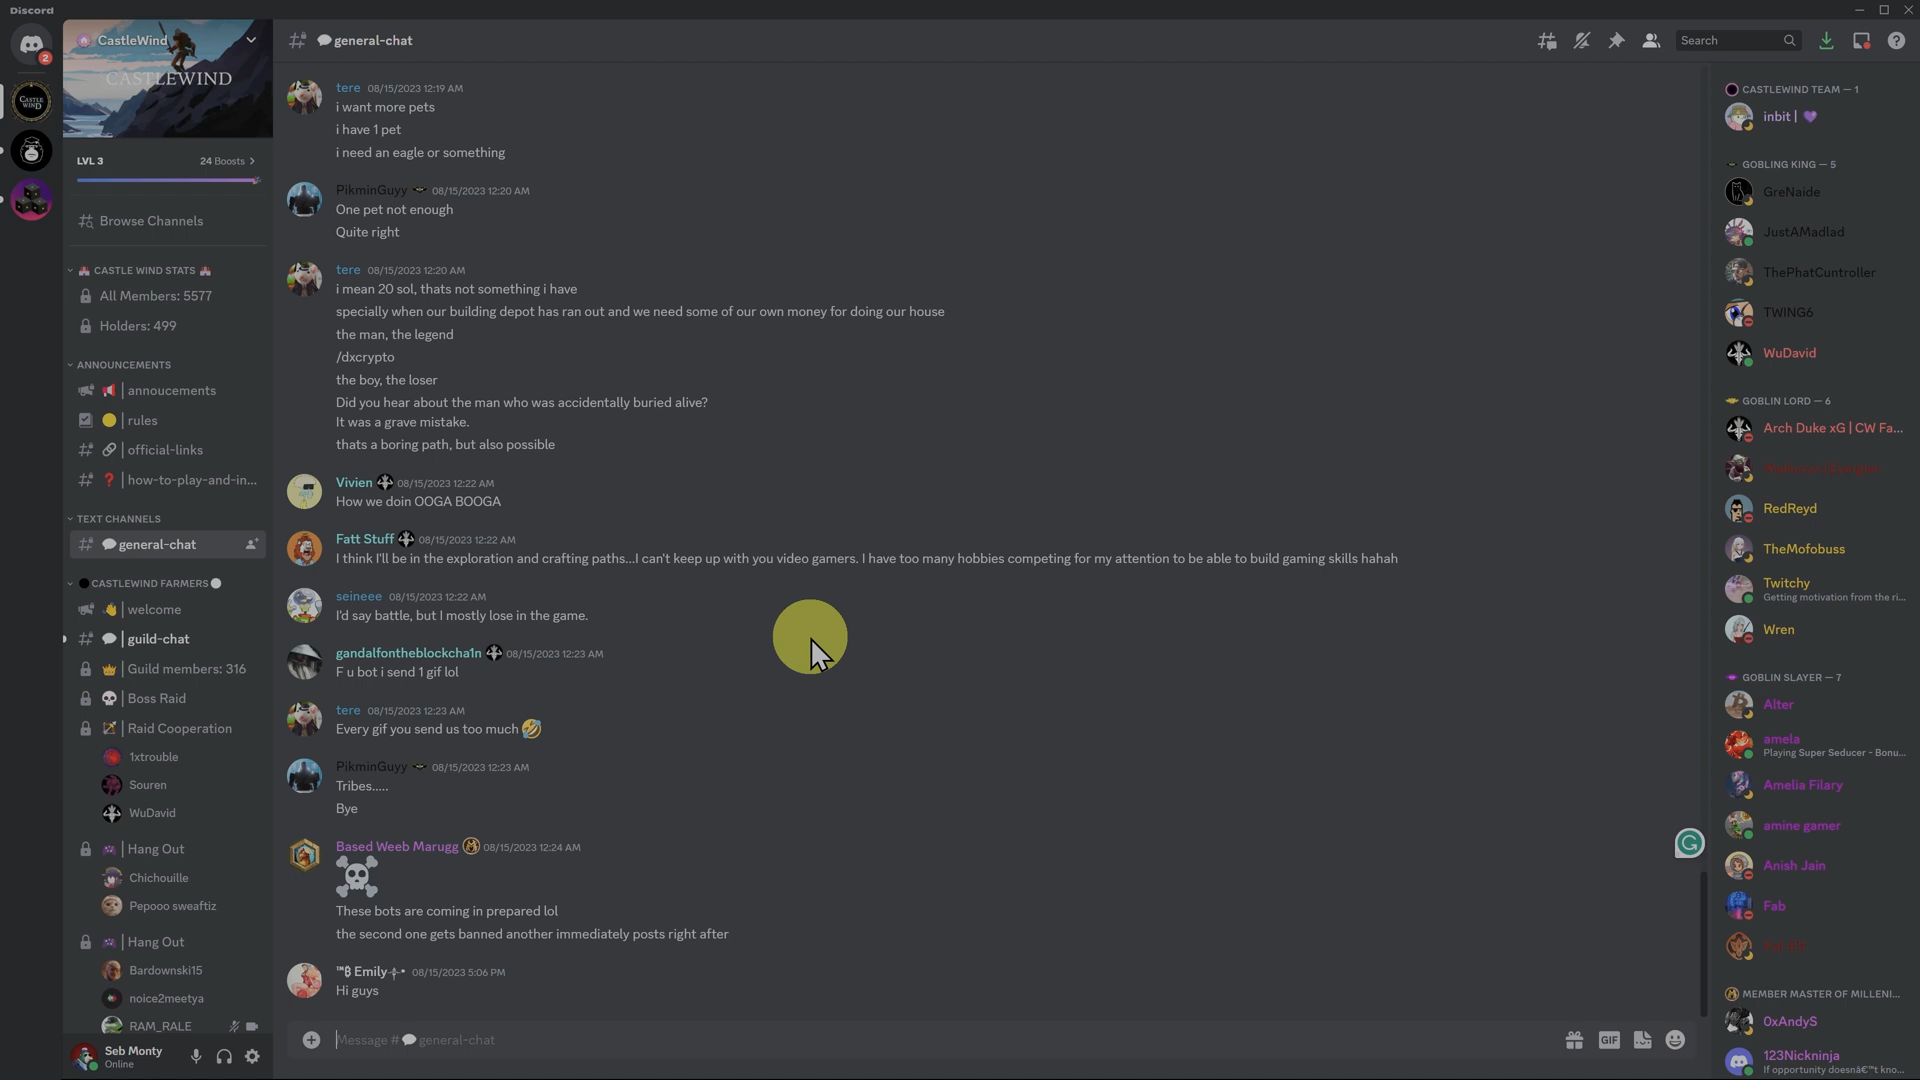 Discord
CastleWind
CASTLEWIND
CASTLE
WIND
2
LVL 3
24 Boosts
Browse Channels
CASTLE WIND STATS
All Members: 5577
Holders: 499
ANNOUNCEMENTS
| annoucements
| rules
| official-links
| how-to-play-and-in...
TEXT CHANNELS
general-chat
CASTLEWIND FARMERS
| welcome
| guild-chat
| Guild members: 316
| Boss Raid
| Raid Cooperation
1xtrouble
Souren
WuDavid
| Hang Out
Chichouille
Pepooo sweaftiz
| Hang Out
Bardownski15
noice2meetya
RAM_RALE
Seb Monty
Online
general-chat
Search
tere 08/15/2023 12:19 AM
i want more pets
i have 1 pet
i need an eagle or something
PikminGuyy 08/15/2023 12:20 AM
One pet not enough
Quite right
tere 08/15/2023 12:20 AM
i mean 20 sol, thats not something i have
specially when our building depot has ran out and we need some of our own money for doing our house
the man, the legend
/dxcrypto
the boy, the loser
Did you hear about the man who was accidentally buried alive?
It was a grave mistake.
thats a boring path, but also possible
Vivien 08/15/2023 12:22 AM
How we doin OOGA BOOGA
Fatt Stuff 08/15/2023 12:22 AM
I think I'll be in the exploration and crafting paths...I can't keep up with you video gamers. I have too many hobbies competing for my attention to be able to build gaming skills hahah
seineee 08/15/2023 12:22 AM
I'd say battle, but I mostly lose in the game.
gandalfontheblockcha1n 08/15/2023 12:23 AM
F u bot i send 1 gif lol
tere 08/15/2023 12:23 AM
Every gif you send us too much 🤣
PikminGuyy 08/15/2023 12:23 AM
Tribes.....
Bye
Based Weeb Marugg 08/15/2023 12:24 AM
☠️
These bots are coming in prepared lol
the second one gets banned another immediately posts right after
™₿ Emily 08/15/2023 5:06 PM
Hi guys
Message # general-chat
GIF
CASTLEWIND TEAM — 1
inbit | 💜
GOBLING KING — 5
GreNaide
JustAMadlad
ThePhatCuntroller
TWING6
WuDavid
GOBLIN LORD — 6
Arch Duke xG | CW Fa...
RedReyd
TheMofobuss
Twitchy
Getting motivation from the ri...
Wren
GOBLIN SLAYER — 7
Alter
amela
Playing Super Seducer - Bonu...
Amelia Filary
amine gamer
Anish Jain
Fab
MEMBER MASTER OF MILLENI...
0xAndyS
123Nickninja
If opportunity doesnâ€™t kno...